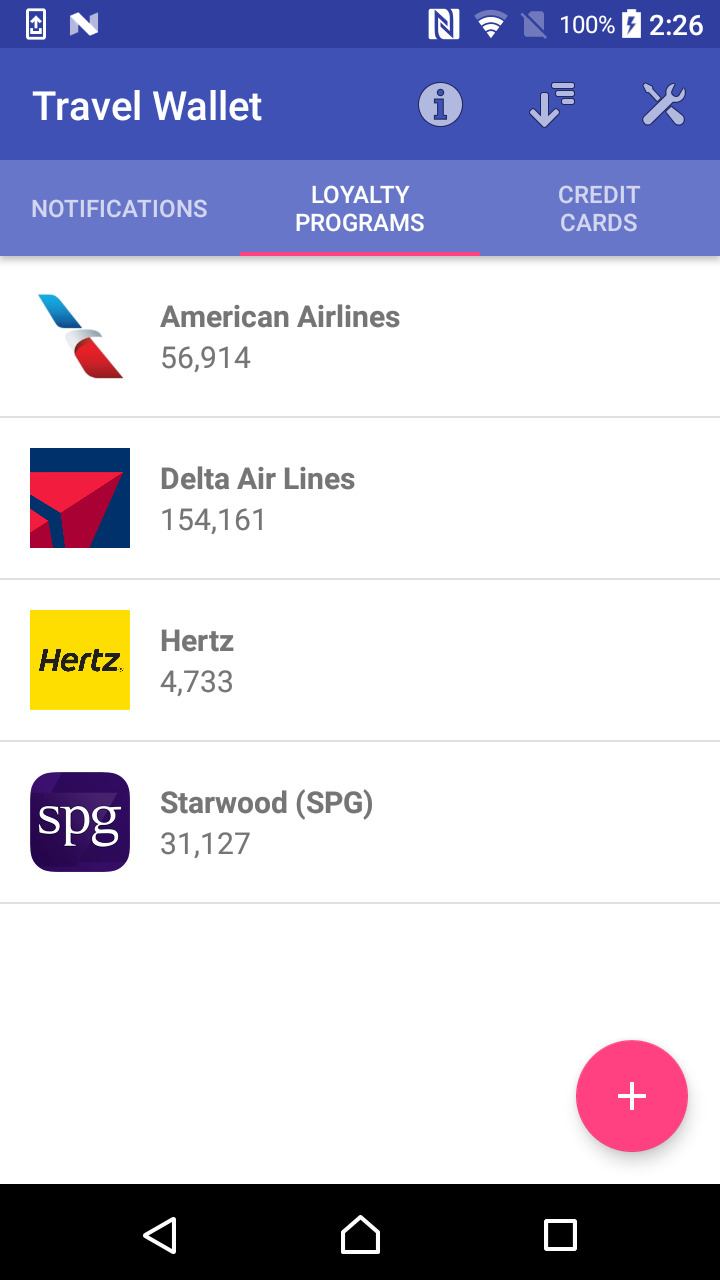 100% 2:26
Travel Wallet
NOTIFICATIONS
LOYALTY
PROGRAMS
CREDIT
CARDS
American Airlines
56,914
Delta Air Lines
154,161
Hertz
Hertz
4,733
spg
Starwood (SPG)
31,127